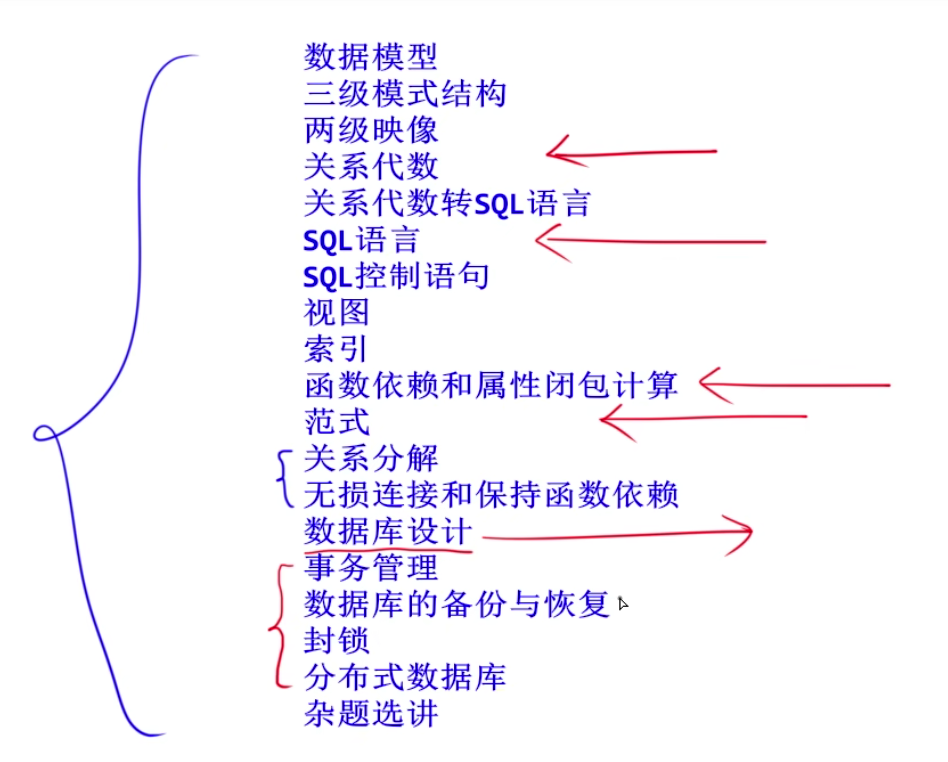 数据模型
三级模式结构
两级映像
关系代数
关系代数转SQL语言
SQL语言
SQL控制语句
视图
索引
函数依赖和属性闭包计算
范式
关系分解
无损连接和保持函数依赖
数据库设计
事务管理
数据库的备份与恢复
封锁
分布式数据库
杂题选讲